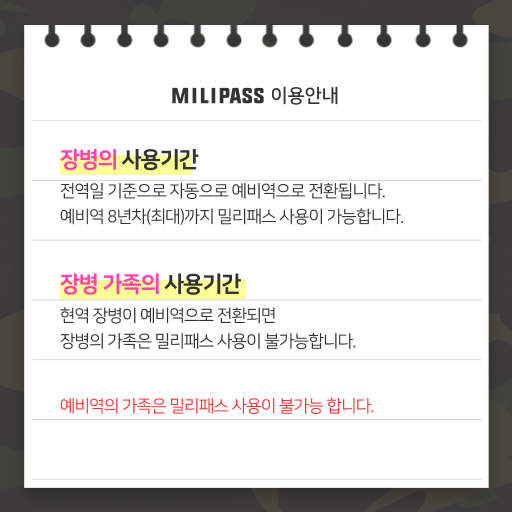 MILIPASS 이용안내
장병의 사용기간
전역일 기준으로 자동으로 예비역으로 전환됩니다.
예비역 8년차(최대)까지 밀리패스 사용이 가능합니다.
장병 가족의 사용기간
현역 장병이 예비역으로 전환되면
장병의 가족은 밀리패스 사용이 불가능합니다.
예비역의 가족은 밀리패스 사용이 불가능 합니다.